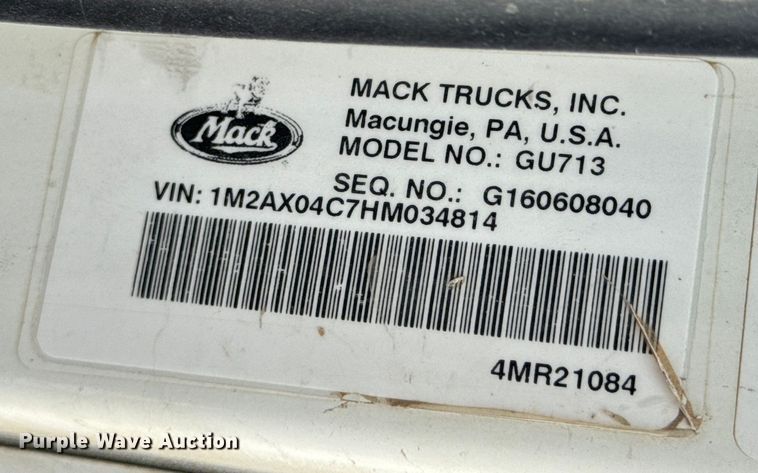 Mack
MACK TRUCKS, INC.
Macungie, PA, U.S.A.
MODEL NO.: GU713
SEQ. NO.: G160608040
VIN: 1M2AX04C7HM034814
4MR21084
Purple Wave Auction